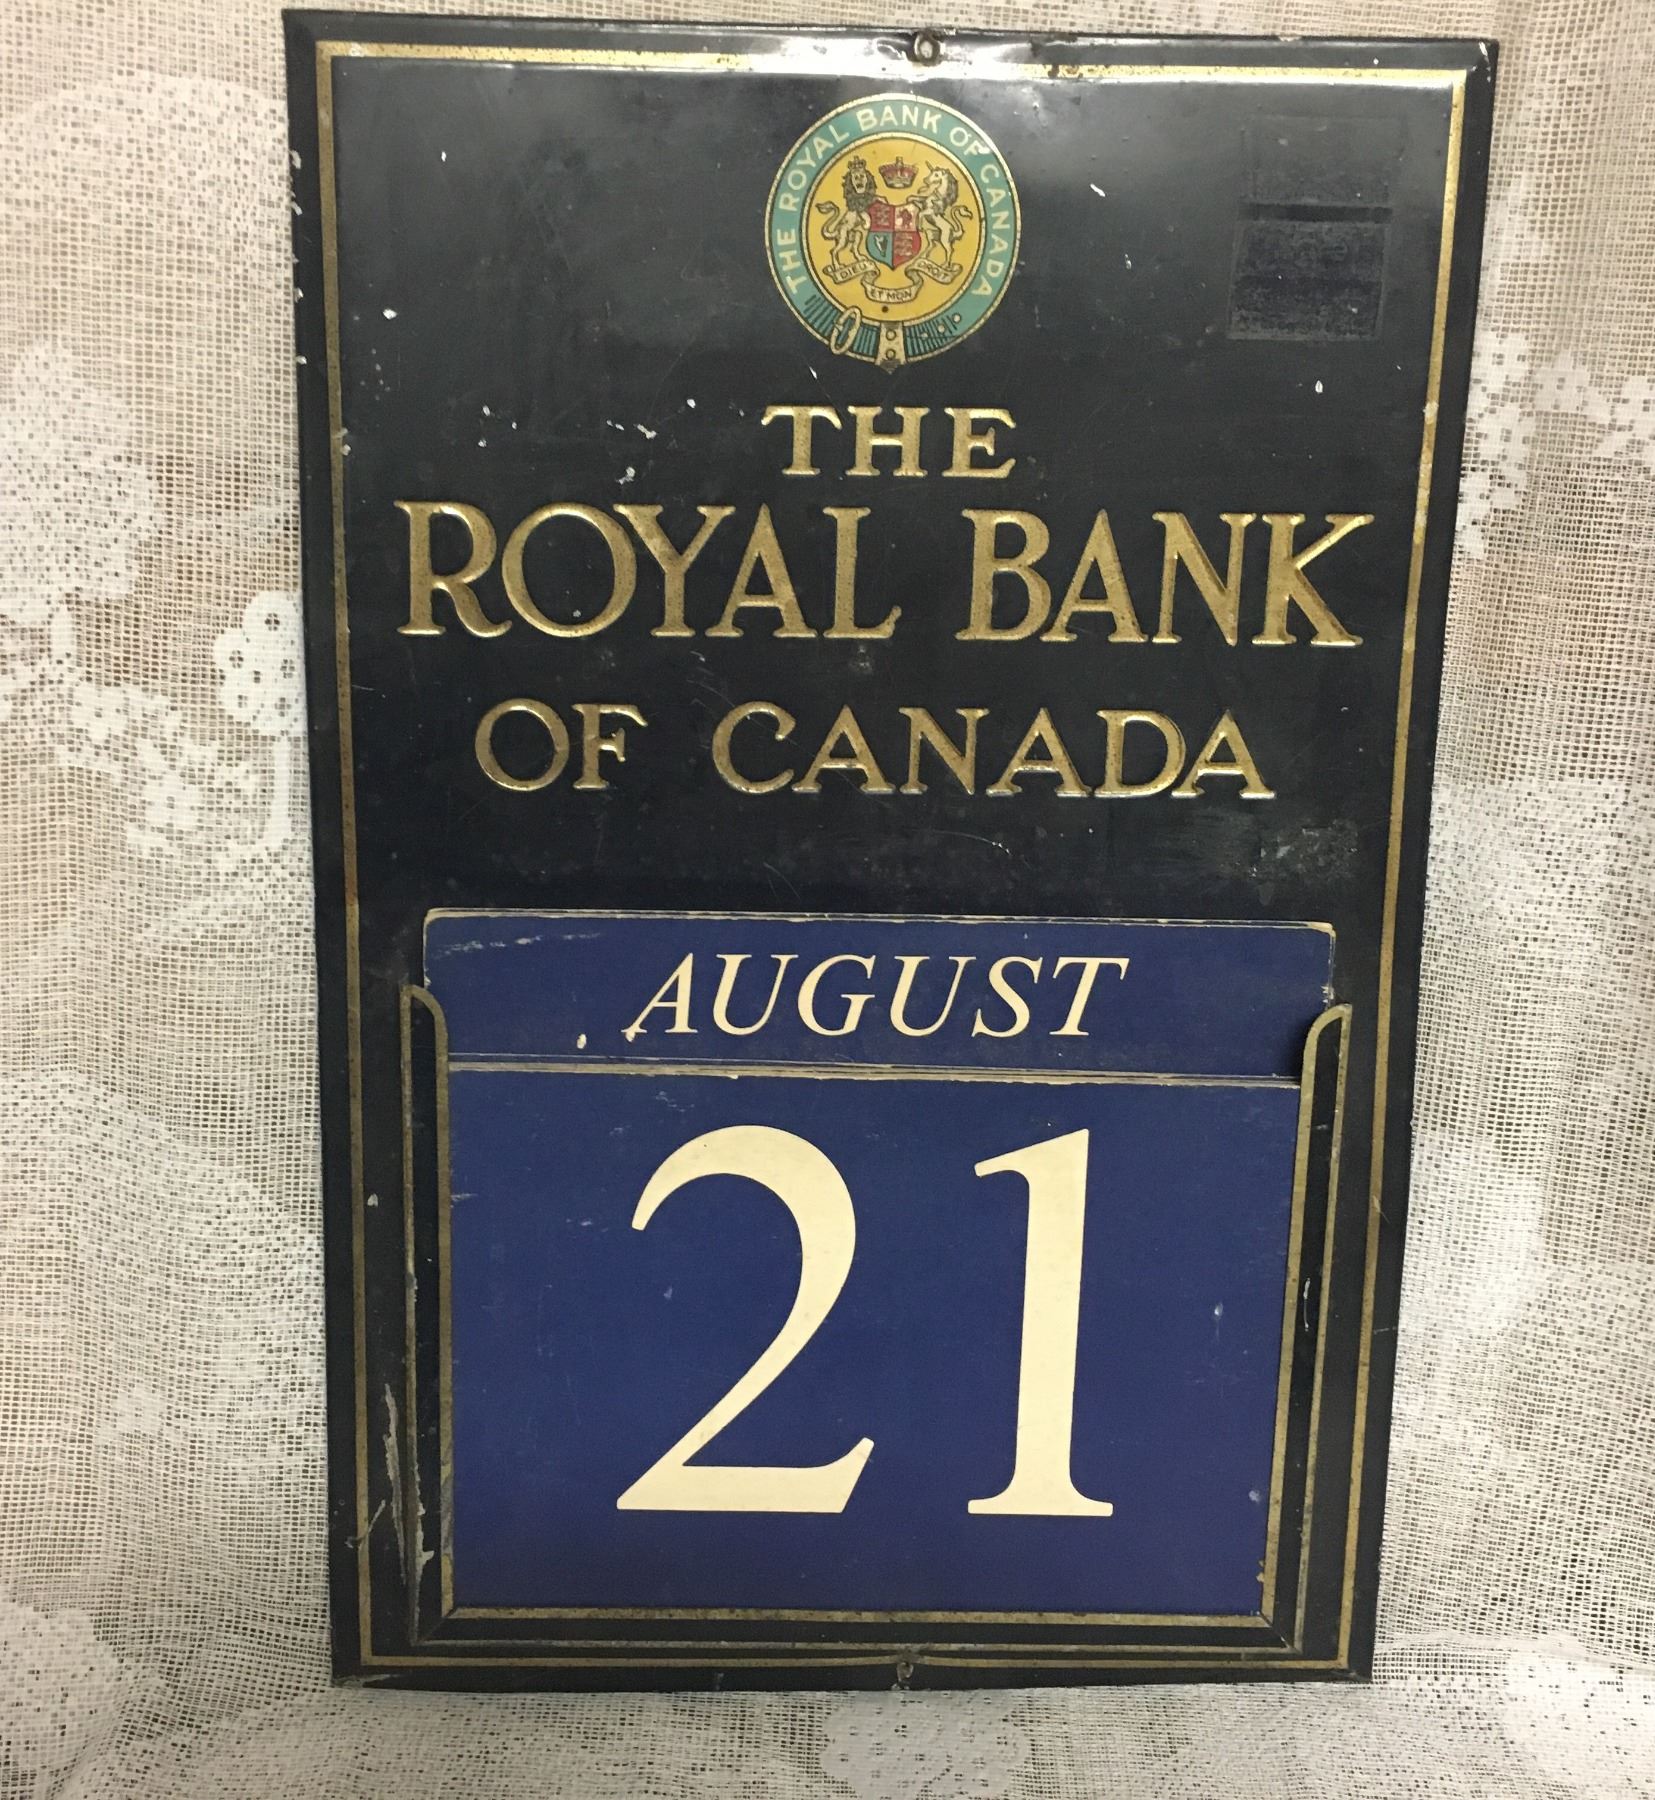 THE ROYAL BANK OF CANADA
DIEU ET MON DROIT
THE
ROYAL BANK
OF CANADA
AUGUST
21